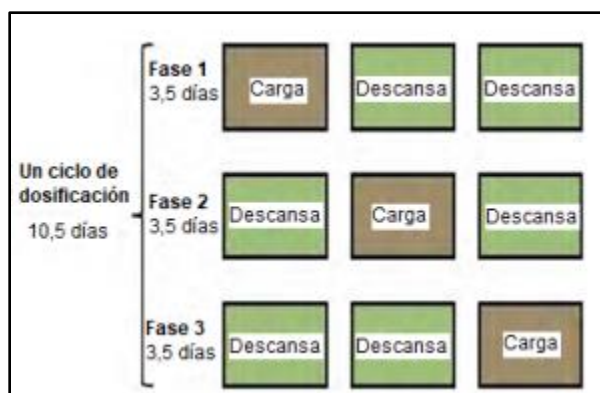 Fase 1
3,5 días
Carga
Descansa
Descansa
Un ciclo de
dosificación
10,5 días
Fase 2
3,5 días
Descansa
Carga
Descansa
Fase 3
3,5 días
Descansa
Descansa
Carga